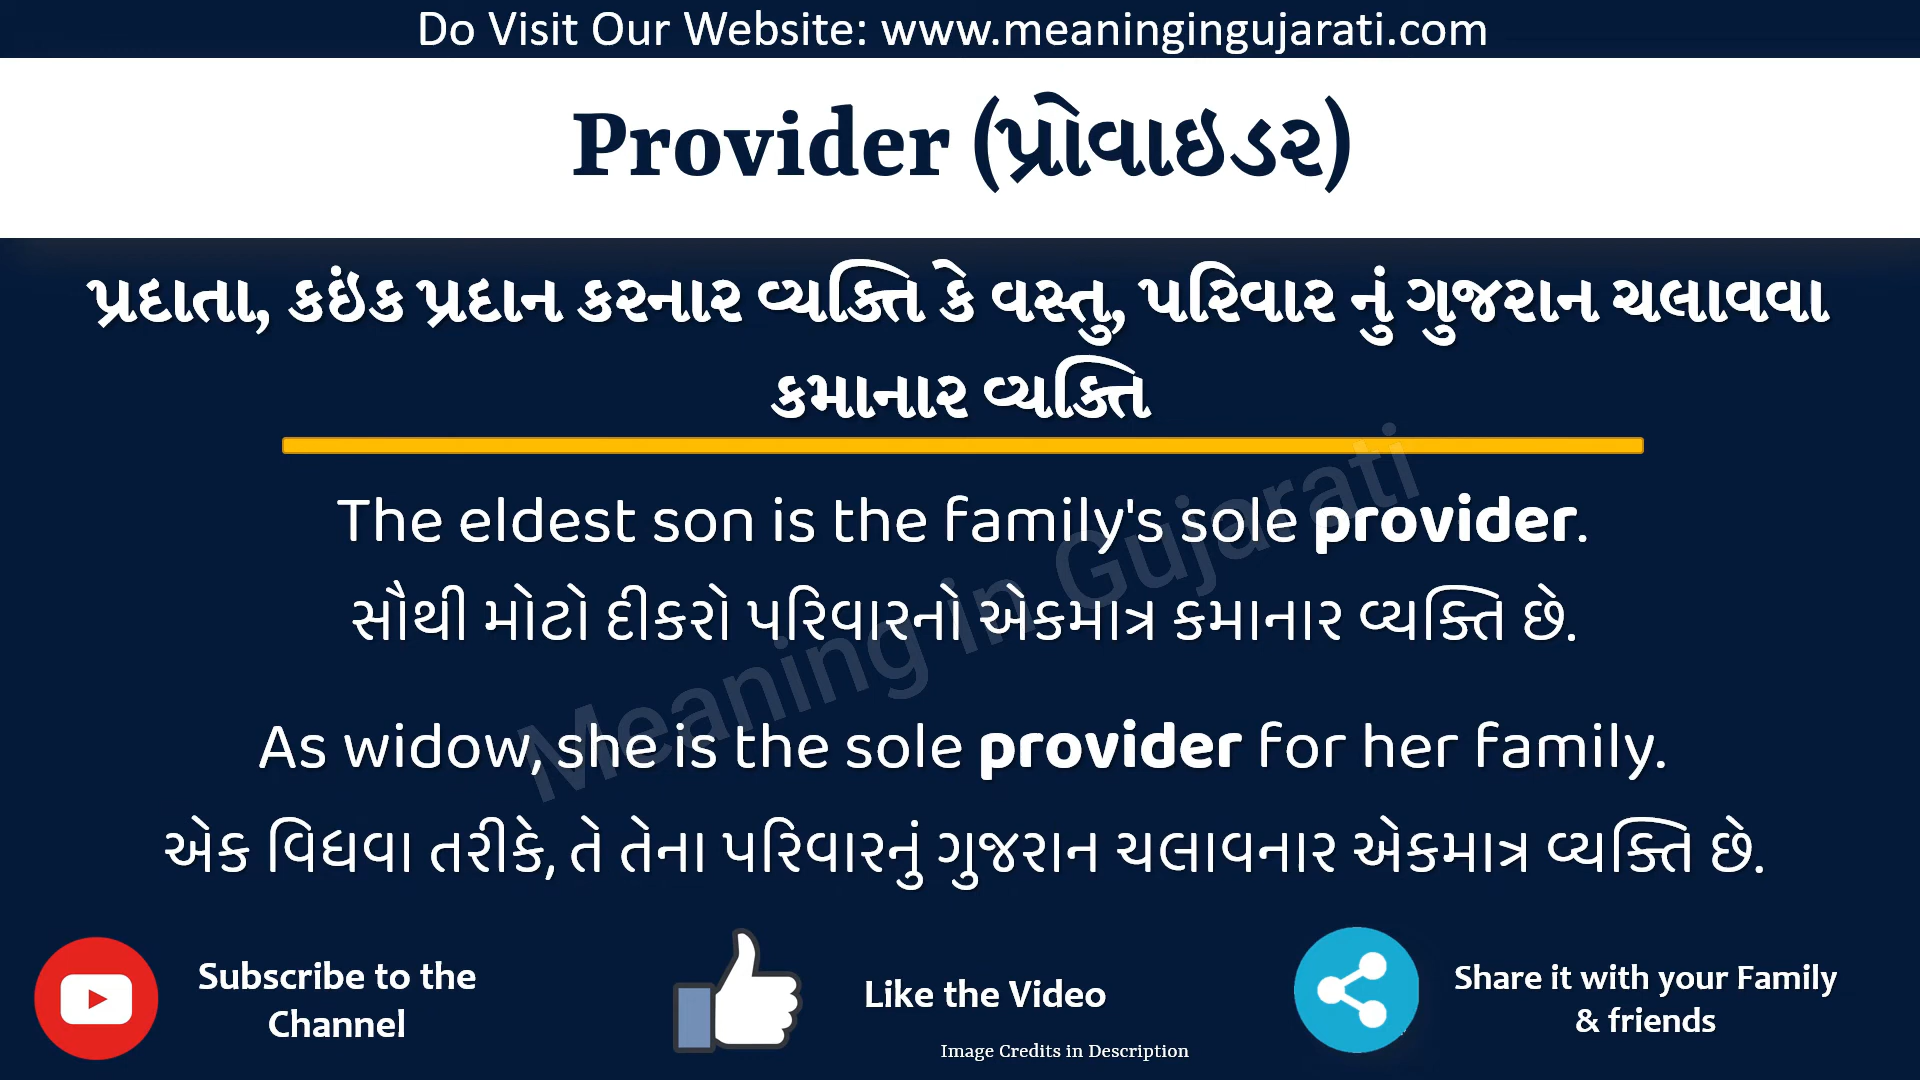 Do Visit Our Website: www.meaningingujarati.com
Provider (પ્રોવાઇડર)
પ્રદાતા, કઇંક પ્રદાન કરનાર વ્યક્તિ કે વસ્તુ, પરિવાર નું ગુજરાન ચલાવવા
કમાનાર વ્યક્તિ
The eldest son is the family's sole provider.
સૌથી મોટો દીકરો પરિવારનો એકમાત્ર કમાનાર વ્યક્તિ છે.
Meaning in Gujarati
As widow, she is the sole provider for her family.
એક વિધવા તરીકે, તે તેના પરિવારનું ગુજરાન ચલાવનાર એકમાત્ર વ્યક્તિ છે.
Subscribe to the
Channel
Like the Video
Share it with your Family
& friends
Image Credits in Description